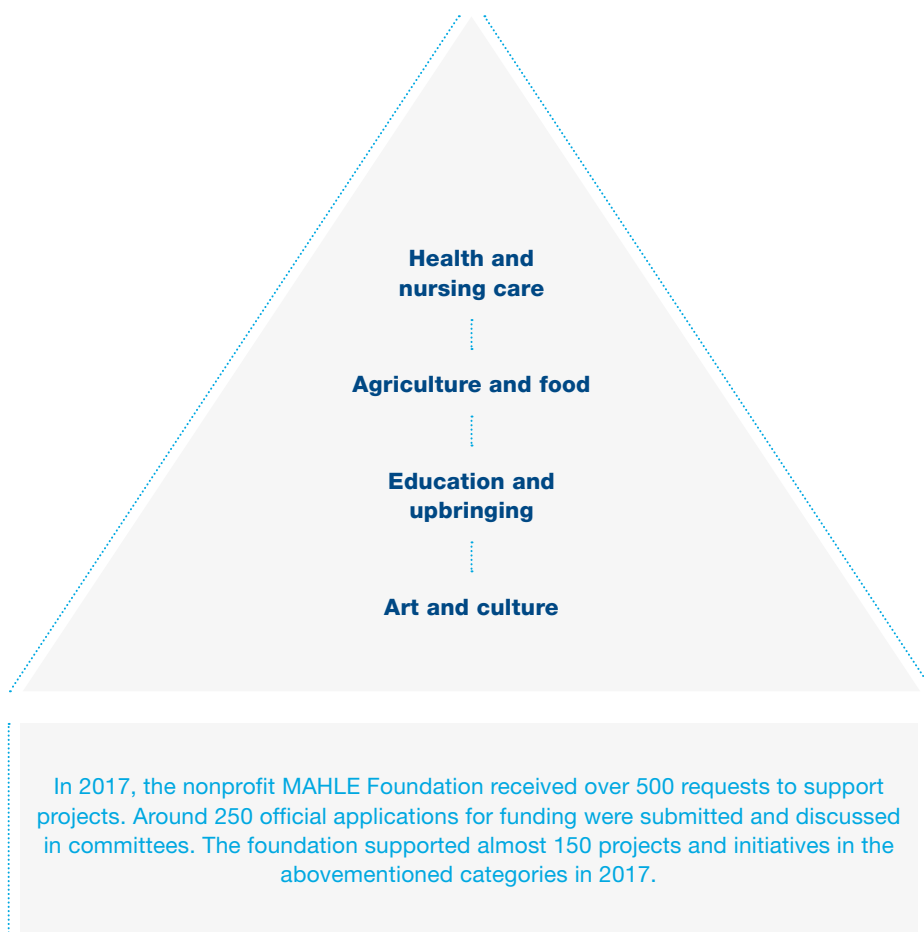 Health and
nursing care
Agriculture and food
Education and
upbringing
Art and culture
In 2017, the nonprofit MAHLE Foundation received over 500 requests to support
projects. Around 250 official applications for funding were submitted and discussed
in committees. The foundation supported almost 150 projects and initiatives in the
abovementioned categories in 2017.